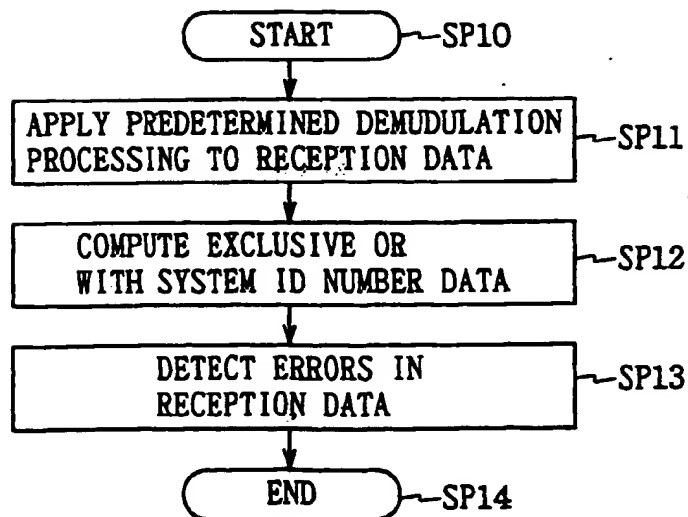 START
SP10
APPLY PREDETERMINED DEMUDULATION
PROCESSING TO RECEPTION DATA
SP11
COMPUTE EXCLUSIVE OR
WITH SYSTEM ID NUMBER DATA
SP12
DETECT ERRORS IN
RECEPTION DATA
SP13
END
SP14